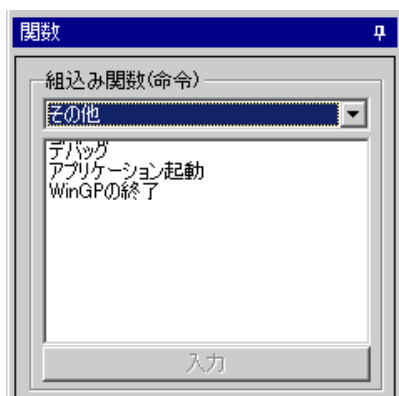 関数
組込み関数(命令)
その他
デバッグ
アプリケーション起動
WinGPの終了
入力